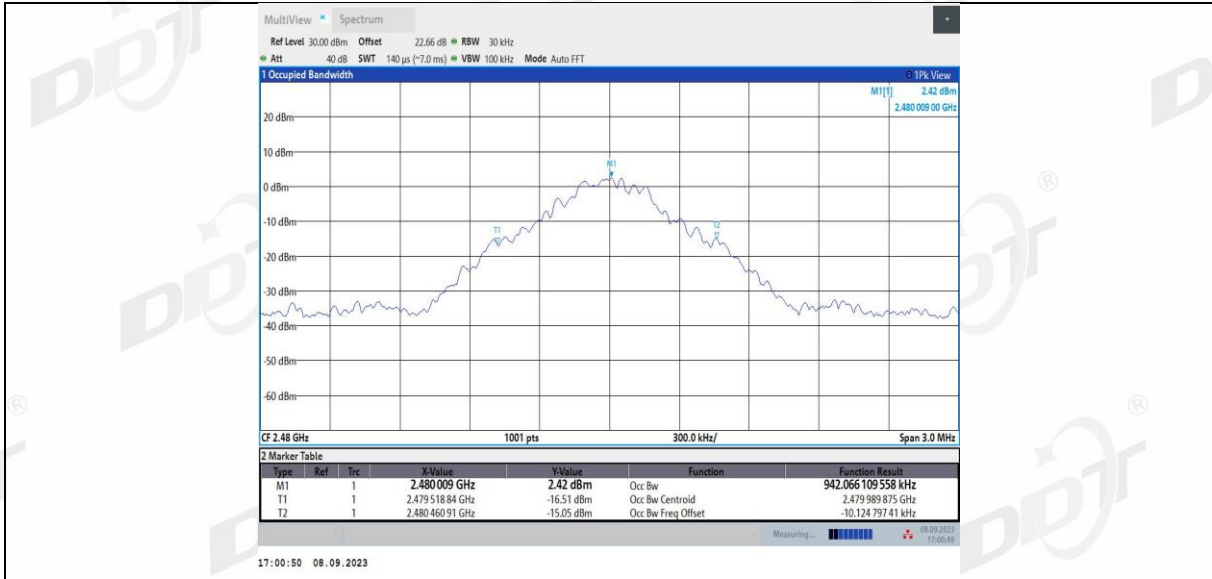 MultiView Spectrum
Ref Level 30.00 dBm Offset 22.66 dB RBW 30 kHz
Att 40 dB SWT 140 µs (~7.0 ms) VBW 100 kHz Mode Auto FFT
1 Occupied Bandwidth 1Pk View
M1[1] 2.42 dBm
2.480 009 00 GHz
20 dBm
10 dBm
M1
0 dBm
-10 dBm
T1 T2
-20 dBm
-30 dBm
-40 dBm
-50 dBm
-60 dBm
CF 2.48 GHz 1001 pts 300.0 kHz/ Span 3.0 MHz
2 Marker Table
Type Ref Trc X-Value Y-Value Function Function Result
M1 1 2.480009 GHz 2.42 dBm Occ Bw 942.066109558 kHz
T1 1 2.479 518 84 GHz -16.51 dBm Occ Bw Centroid 2.479 989 875 GHz
T2 1 2.480 460 91 GHz -15.05 dBm Occ Bw Freq Offset -10.124 797 41 kHz
Measuring... 08.09.2023
17:00:49
17:00:50 08.09.2023
DDT
®